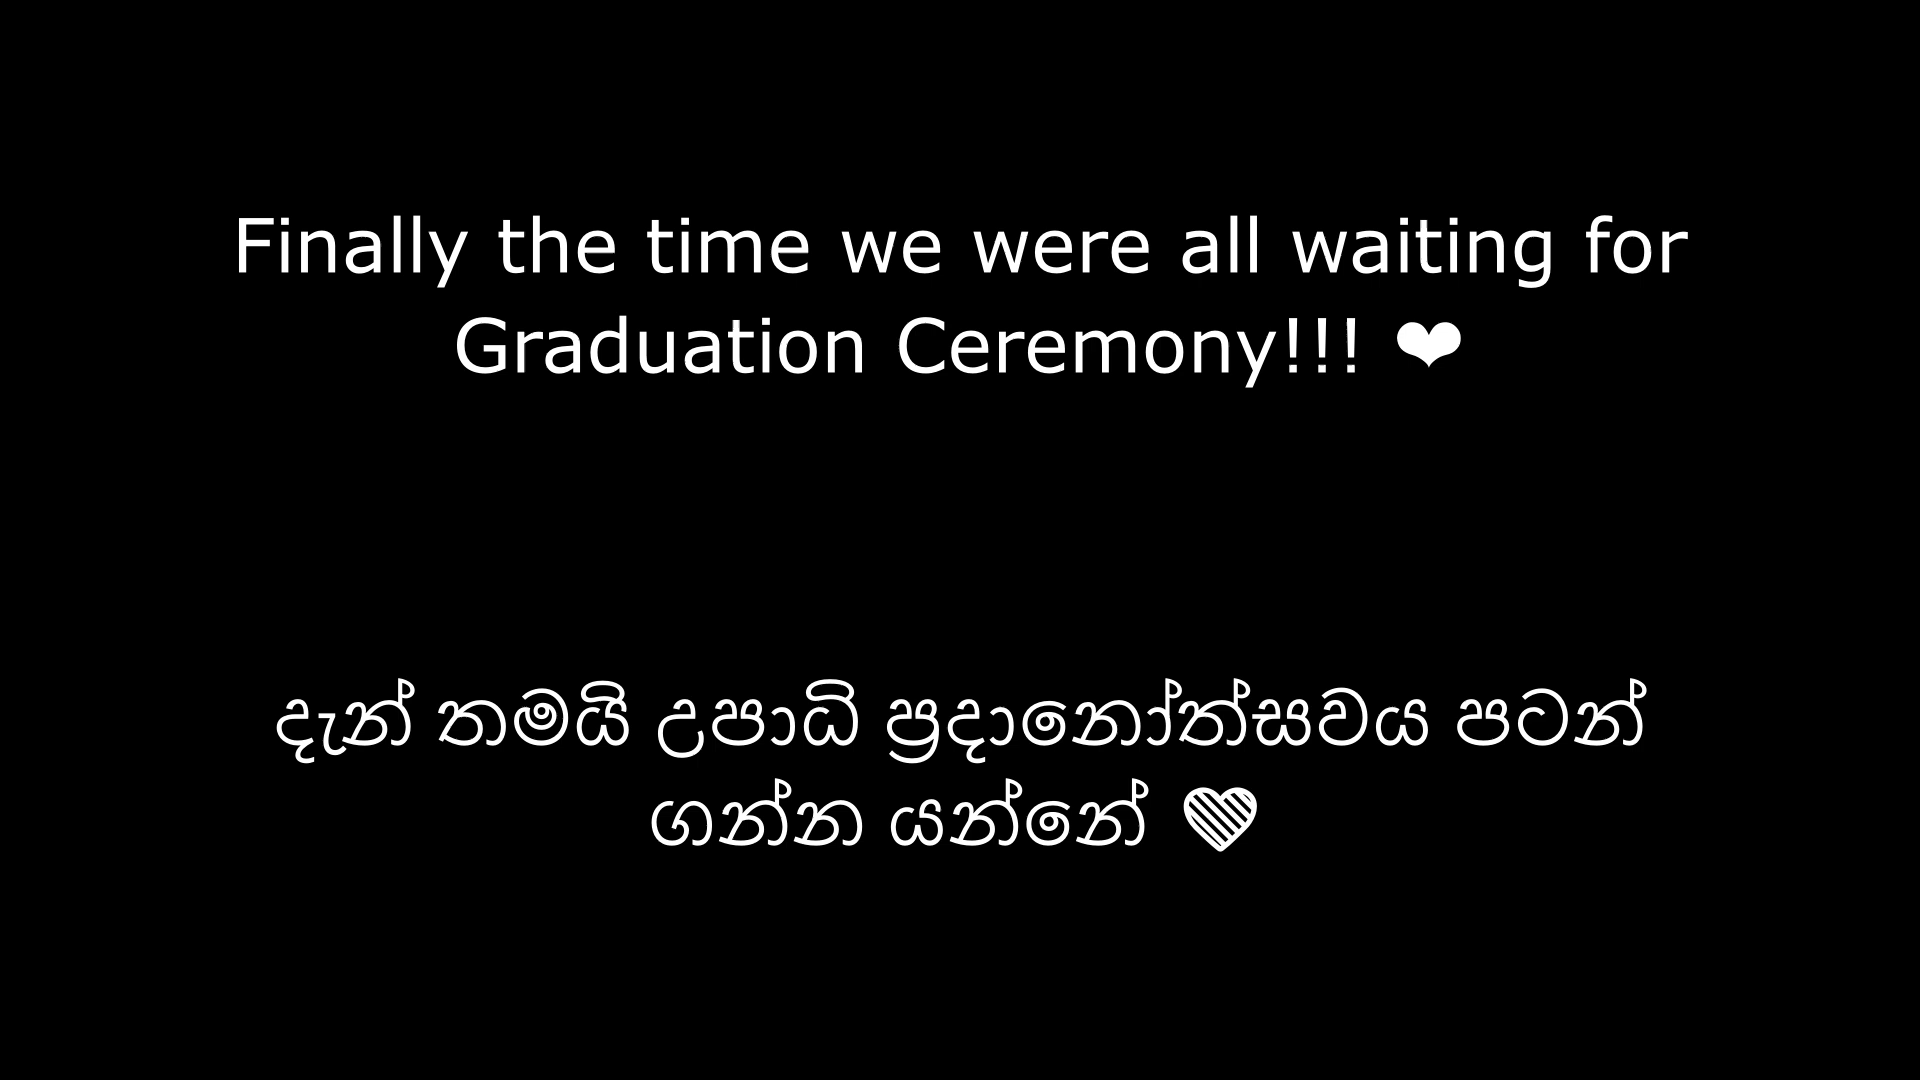 Finally the time we were all waiting for
Graduation Ceremony!!! ❤
දැන් තමයි උපාධි ප්‍රදානෝත්සවය පටන්
ගන්න යන්නේ 💜